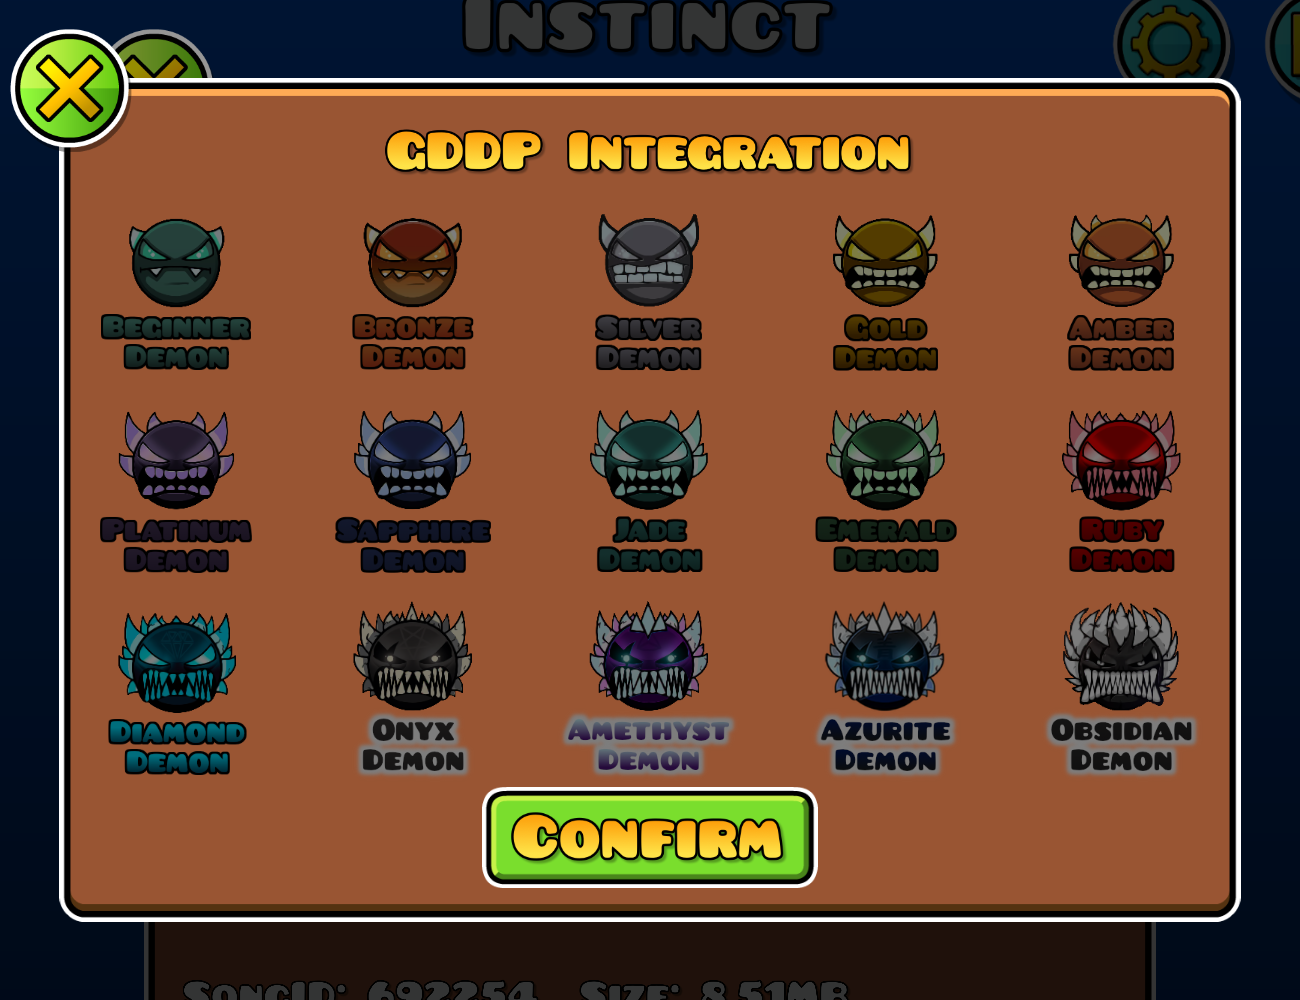 Instinct
GDDP Integration
Beginner Demon
Bronze Demon
Silver Demon
Gold Demon
Amber Demon
Platinum Demon
Sapphire Demon
Jade Demon
Emerald Demon
Ruby Demon
Diamond Demon
Onyx Demon
Amethyst Demon
Azurite Demon
Obsidian Demon
Confirm
SongID: 692254 Size: 8.51MB